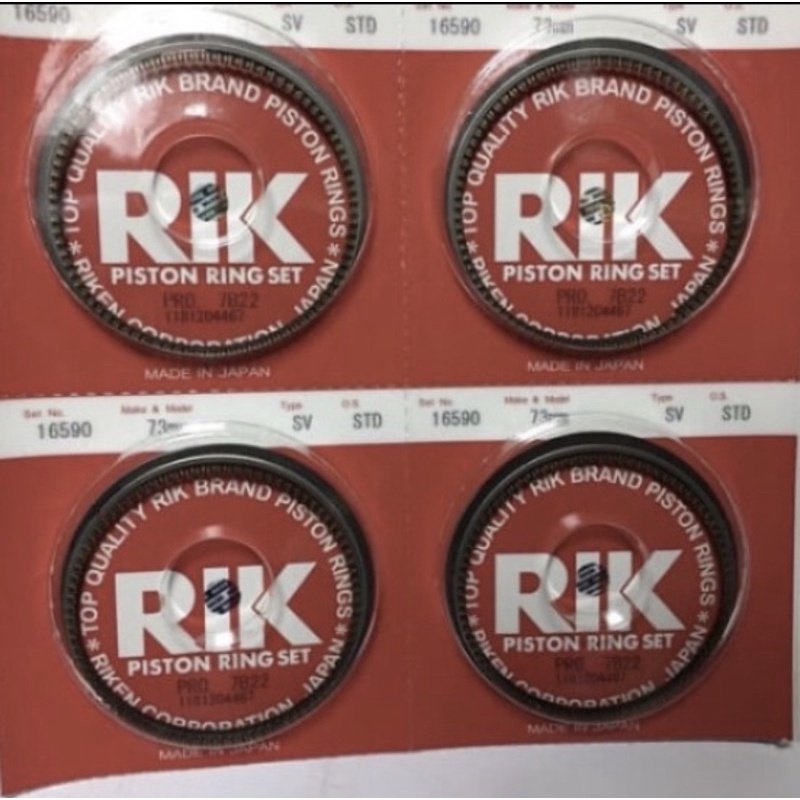 16590 SV STD
TOP QUALITY RIK BRAND PISTON RINGS
RIK
PISTON RING SET
PRO 7B22
1181204467
* RIKEN CORPORATION JAPAN *
MADE IN JAPAN
16590 73mm SV STD
TOP QUALITY RIK BRAND PISTON RINGS
RIK
PISTON RING SET
PRO 7B22
1181204467
* RIKEN CORPORATION JAPAN *
MADE IN JAPAN
Set No. Make & Model Type O.S.
16590 73mm SV STD
TOP QUALITY RIK BRAND PISTON RINGS
RIK
PISTON RING SET
PRO 7B22
1181204467
* RIKEN CORPORATION JAPAN *
MADE IN JAPAN
Set No. Make & Model Type O.S.
16590 73mm SV STD
TOP QUALITY RIK BRAND PISTON RINGS
RIK
PISTON RING SET
PRO 7B22
1181204467
* RIKEN CORPORATION JAPAN *
MADE IN JAPAN